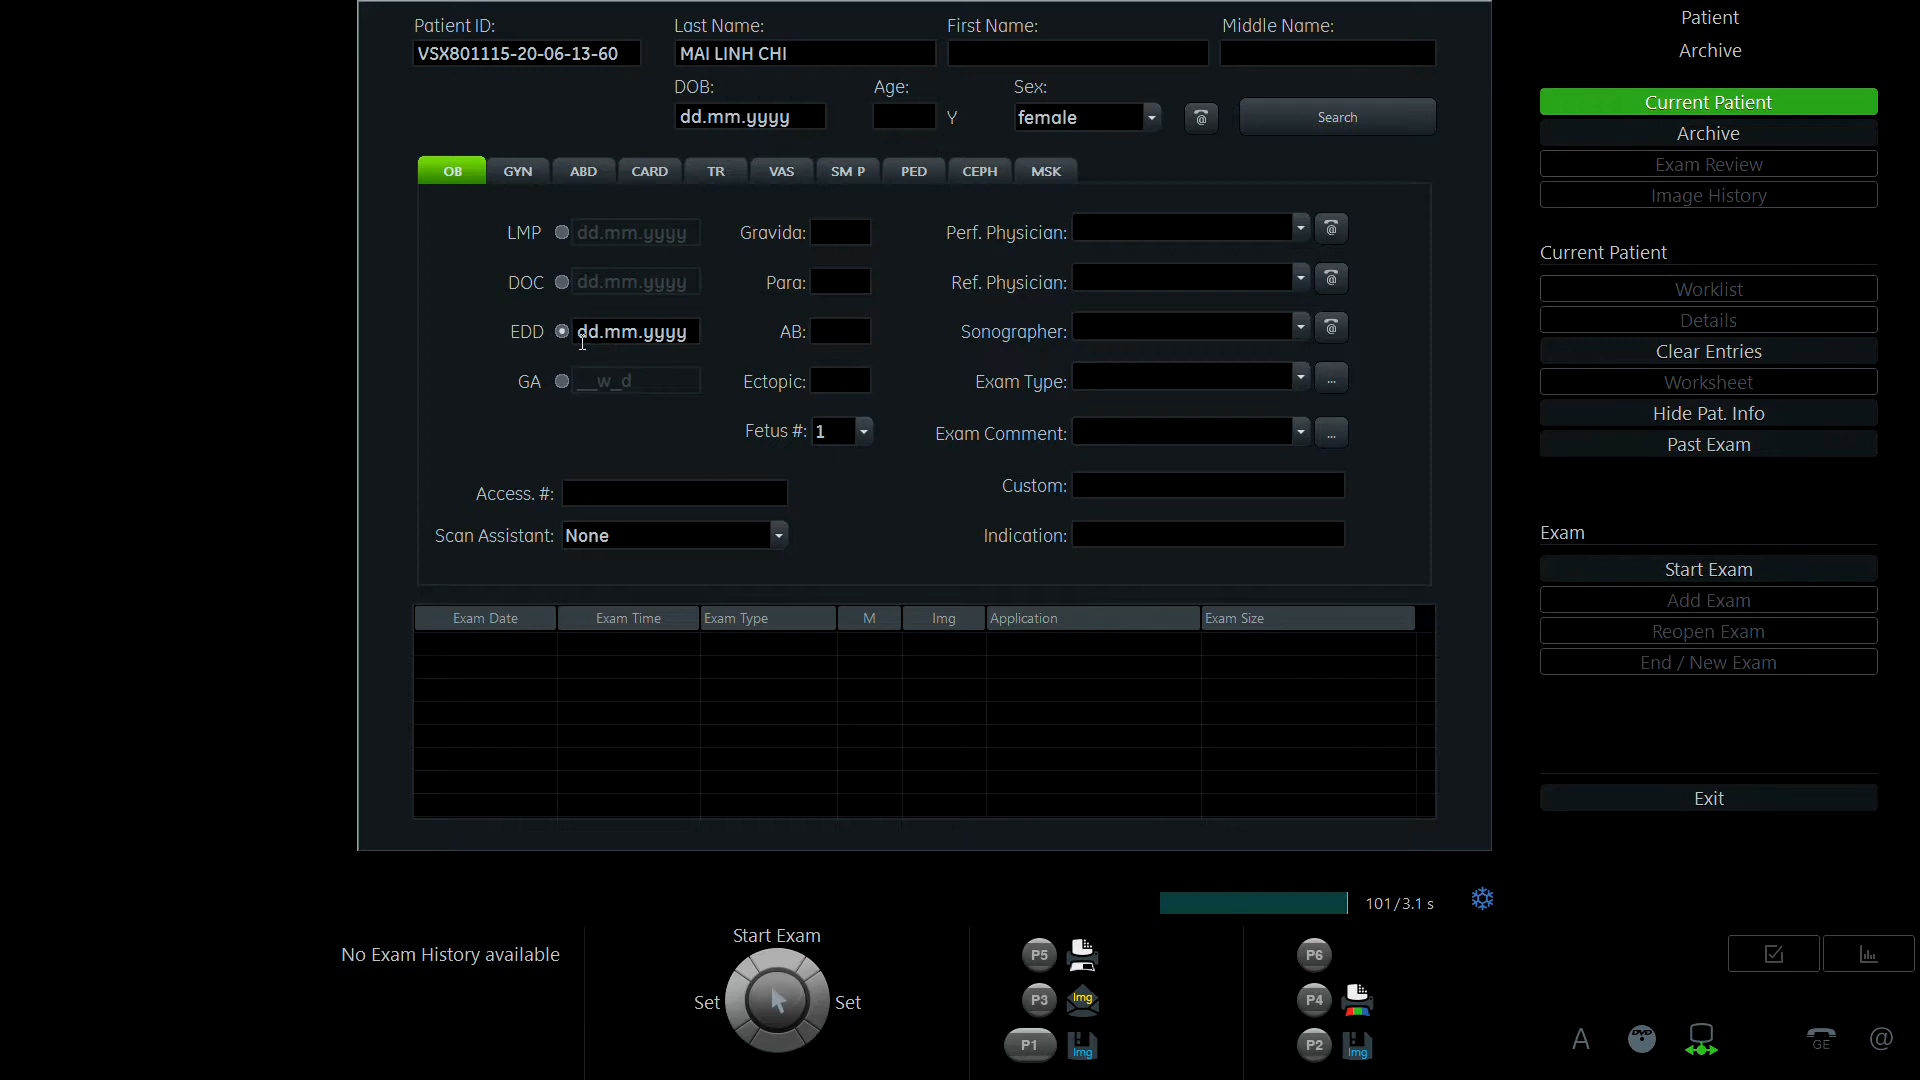 Patient ID: Last Name: First Name: Middle Name:
VSX801115-20-06-13-60 MAI LINH CHI
DOB: Age: Sex:
dd.mm.yyyy Y female @ Search
OB GYN ABD CARD TR VAS SM P PED CEPH MSK
LMP dd.mm.yyyy Gravida: Perf. Physician: @
DOC dd.mm.yyyy Para: Ref. Physician: @
EDD dd.mm.yyyy AB: Sonographer: @
GA __w_d Ectopic: Exam Type: ...
Fetus #: 1 Exam Comment: ...
Access. #: Custom:
Scan Assistant: None Indication:
Exam Date Exam Time Exam Type M Img Application Exam Size
Patient
Archive
Current Patient
Archive
Exam Review
Image History
Current Patient
Worklist
Details
Clear Entries
Worksheet
Hide Pat. Info
Past Exam
Exam
Start Exam
Add Exam
Reopen Exam
End / New Exam
Exit
101/3.1 s
No Exam History available
Start Exam
Set Set
P5 P6
P3 Img P4
P1 Img P2 Img
A DVD GE @